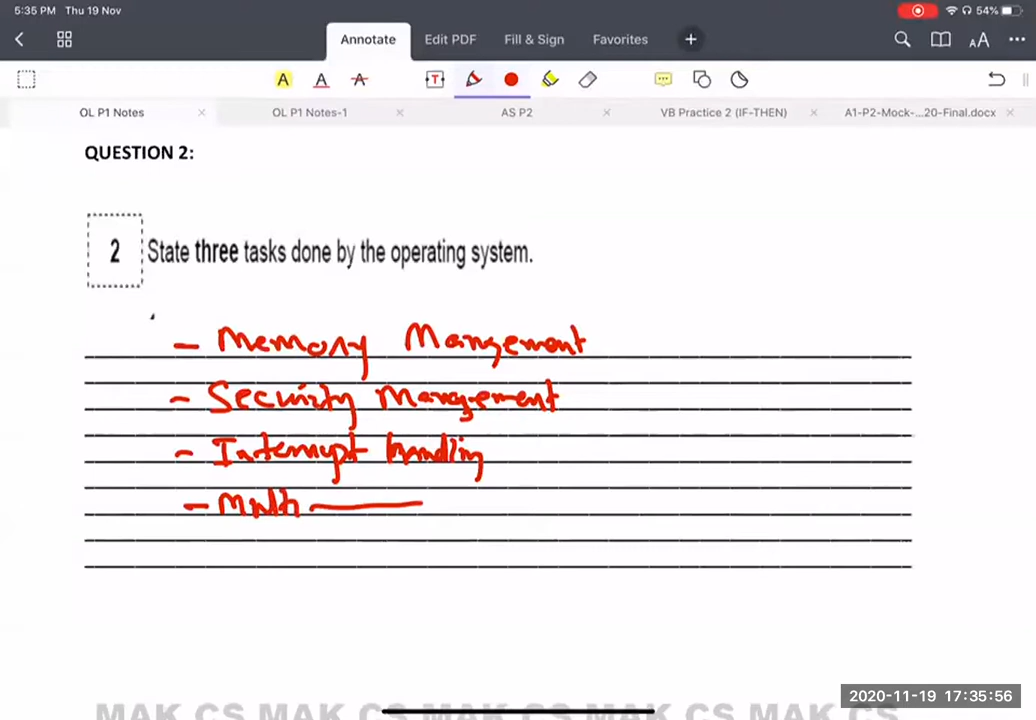 5:35 PM Thu 19 Nov
54%
Annotate Edit PDF Fill & Sign Favorites +
OL P1 Notes OL P1 Notes-1 AS P2 VB Practice 2 (IF-THEN) A1-P2-Mock-...20-Final.docx
QUESTION 2:
2 State three tasks done by the operating system.
- Memory Mangement
- Security Mangement
- Interrupt handling
- Multi
MAK CS MAK CS MAK CS MAK CS MAK CS
2020-11-19 17:35:56